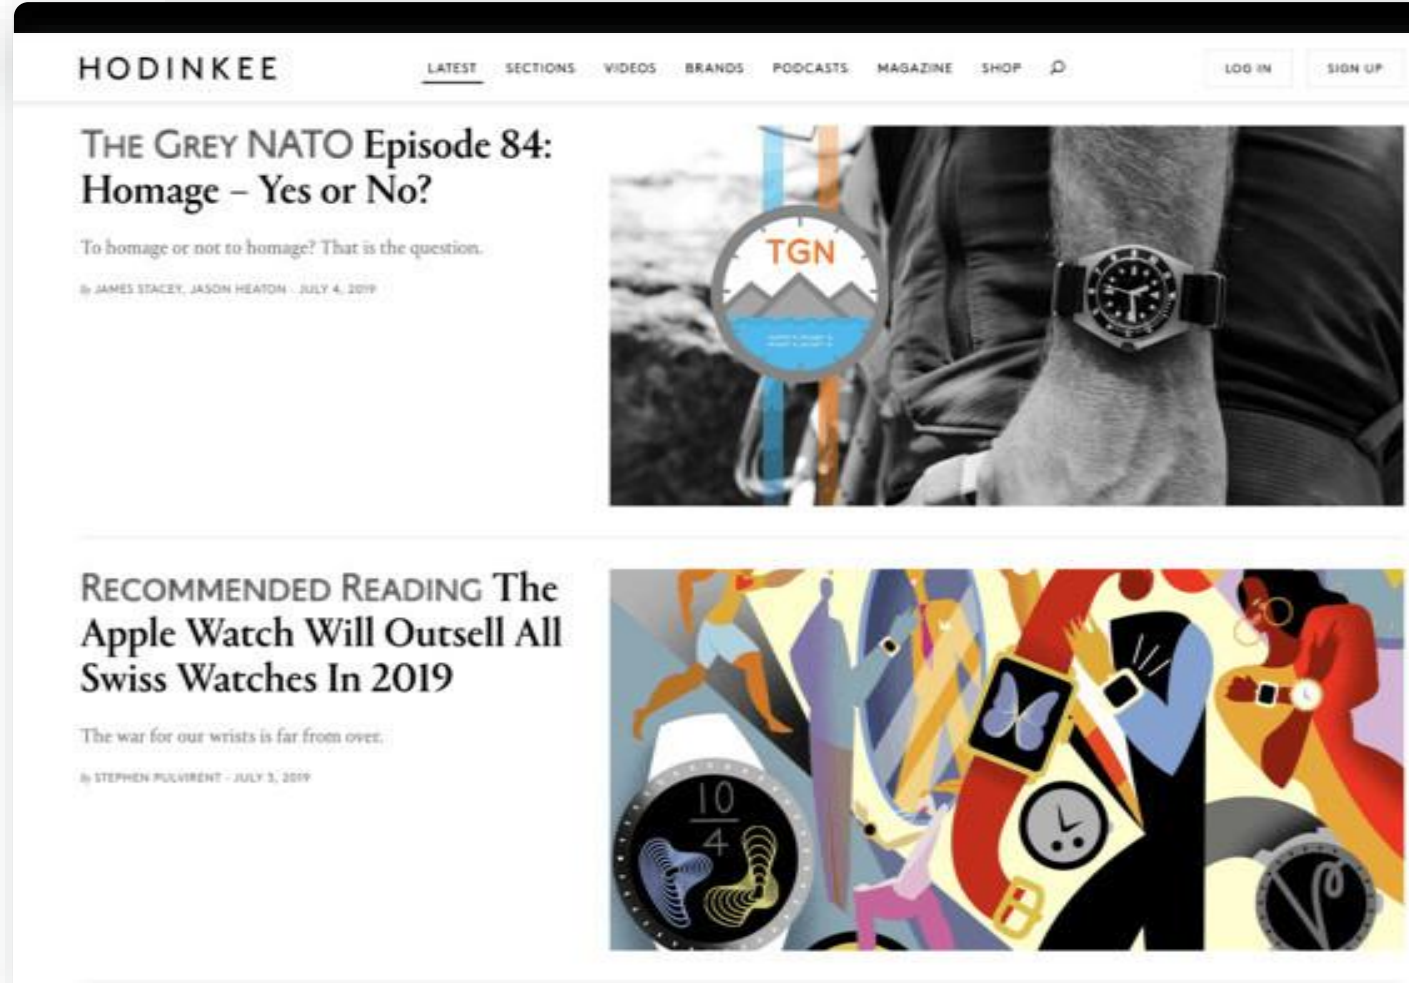 HODINKEE
LATEST SECTIONS VIDEOS BRANDS PODCASTS MAGAZINE SHOP
LOG IN SIGN UP
THE GREY NATO Episode 84:
Homage – Yes or No?
To homage or not to homage? That is the question.
By JAMES STACEY, JASON HEATON · JULY 4, 2019
TGN
RECOMMENDED READING The
Apple Watch Will Outsell All
Swiss Watches In 2019
The war for our wrists is far from over.
By STEPHEN PULVIRENT · JULY 3, 2019
10
4